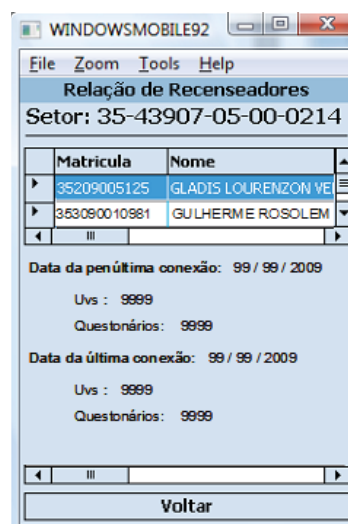 WINDOWSMOBILE92
File Zoom Tools Help
Relação de Recenseadores
Setor: 35-43907-05-00-0214
Matricula Nome
35209005125 GLADIS LOURENZON VE
353090010981 GULHERME ROSOLEM
Data da penúltima conexão: 99 / 99 / 2009
Uvs : 9999
Questonários: 9999
Data da última conexão: 99 / 99 / 2009
Uvs : 9999
Questonários: 9999
Voltar